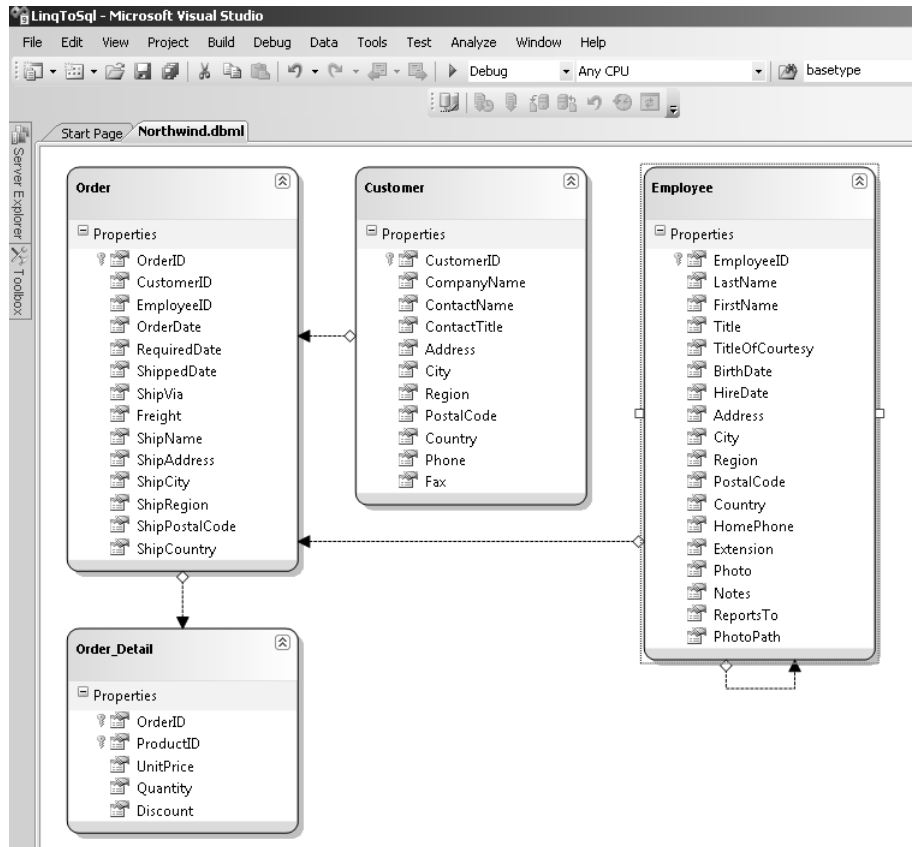 LinqToSql - Microsoft Visual Studio
File Edit View Project Build Debug Data Tools Test Analyze Window Help
Debug Any CPU basetype
Start Page Northwind.dbml
Server Explorer
Toolbox
Order
Properties
OrderID
CustomerID
EmployeeID
OrderDate
RequiredDate
ShippedDate
ShipVia
Freight
ShipName
ShipAddress
ShipCity
ShipRegion
ShipPostalCode
ShipCountry
Customer
Properties
CustomerID
CompanyName
ContactName
ContactTitle
Address
City
Region
PostalCode
Country
Phone
Fax
Employee
Properties
EmployeeID
LastName
FirstName
Title
TitleOfCourtesy
BirthDate
HireDate
Address
City
Region
PostalCode
Country
HomePhone
Extension
Photo
Notes
ReportsTo
PhotoPath
Order_Detail
Properties
OrderID
ProductID
UnitPrice
Quantity
Discount